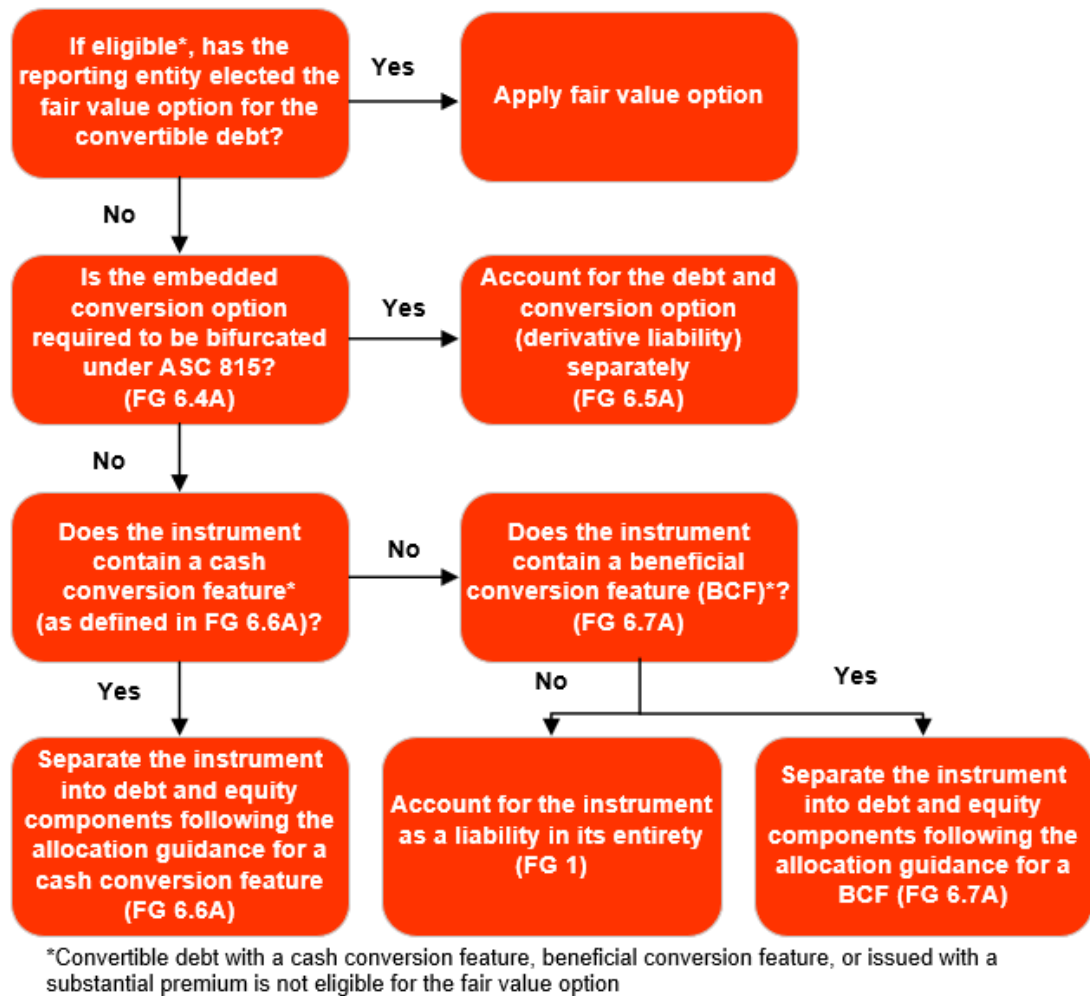 If eligible*, has the
reporting entity elected the
fair value option for the
convertible debt?
Yes
Apply fair value option
No
Is the embedded
conversion option
required to be bifurcated
under ASC 815?
(FG 6.4A)
Yes
Account for the debt and
conversion option
(derivative liability)
separately
(FG 6.5A)
No
Does the instrument
contain a cash
conversion feature*
(as defined in FG 6.6A)?
No
Does the instrument
contain a beneficial
conversion feature (BCF)*?
(FG 6.7A)
Yes
No
Yes
Separate the instrument
into debt and equity
components following the
allocation guidance for a
cash conversion feature
(FG 6.6A)
Account for the instrument
as a liability in its entirety
(FG 1)
Separate the instrument
into debt and equity
components following the
allocation guidance for a
BCF (FG 6.7A)
*Convertible debt with a cash conversion feature, beneficial conversion feature, or issued with a
substantial premium is not eligible for the fair value option